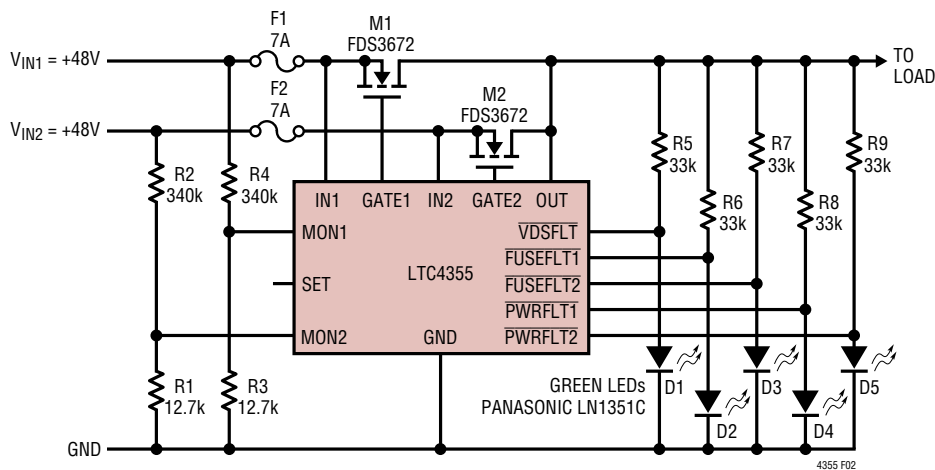 F1
7A
M1
FDS3672
VIN1 = +48V
TO
LOAD
F2
7A
M2
FDS3672
VIN2 = +48V
R2
340k
R4
340k
R5
33k
R7
33k
R9
33k
R6
33k
R8
33k
IN1
GATE1
IN2
GATE2
OUT
MON1
VDSFLT
FUSEFLT1
LTC4355
SET
FUSEFLT2
PWRFLT1
MON2
GND
PWRFLT2
R1
12.7k
R3
12.7k
GREEN LEDs
PANASONIC LN1351C
D1
D3
D5
D2
D4
GND
4355 F02